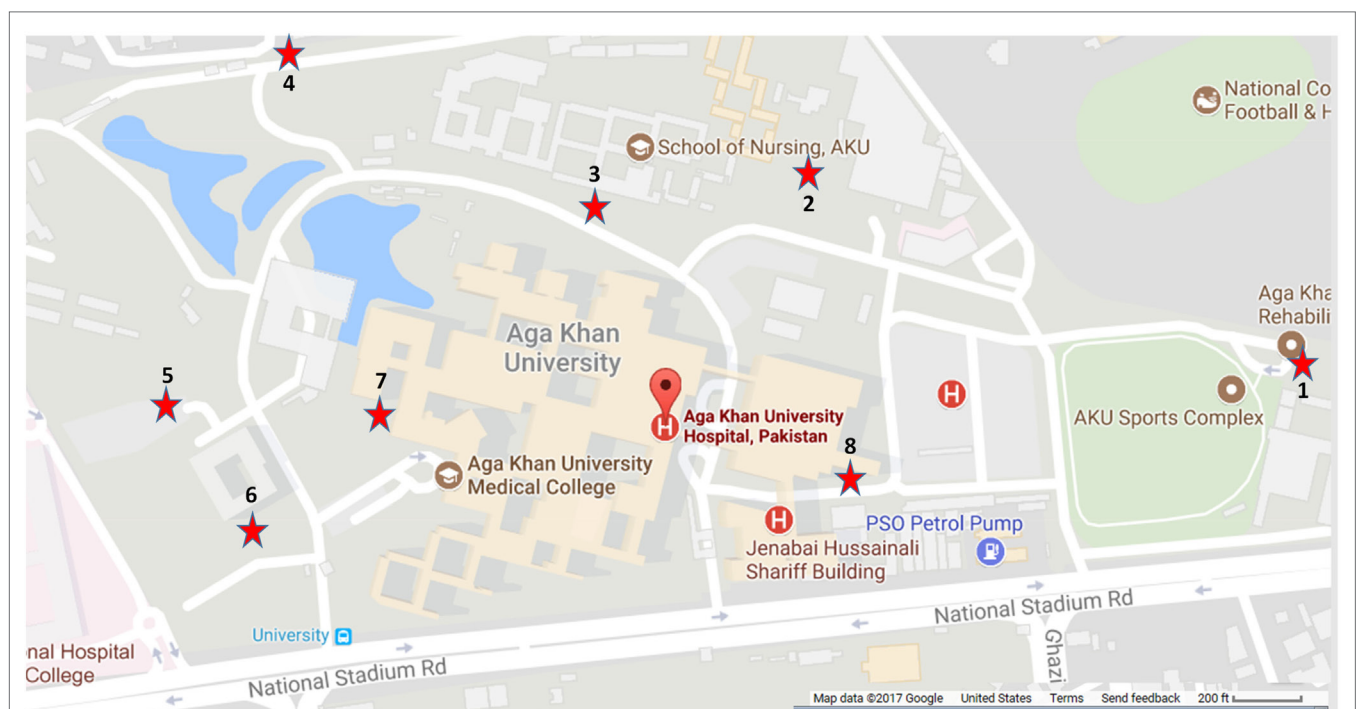 4
National Co
Football & H
School of Nursing, AKU
3
2
Aga Kha
Rehabili
Aga Khan
University
5
7
1
AKU Sports Complex
Aga Khan University
Hospital, Pakistan
8
Aga Khan University
Medical College
6
PSO Petrol Pump
Jenabai Hussainali
Shariff Building
National Stadium Rd
University
onal Hospital
College
National Stadium Rd
Ghazi
H
H
H
Map data ©2017 Google United States Terms Send feedback 200 ft